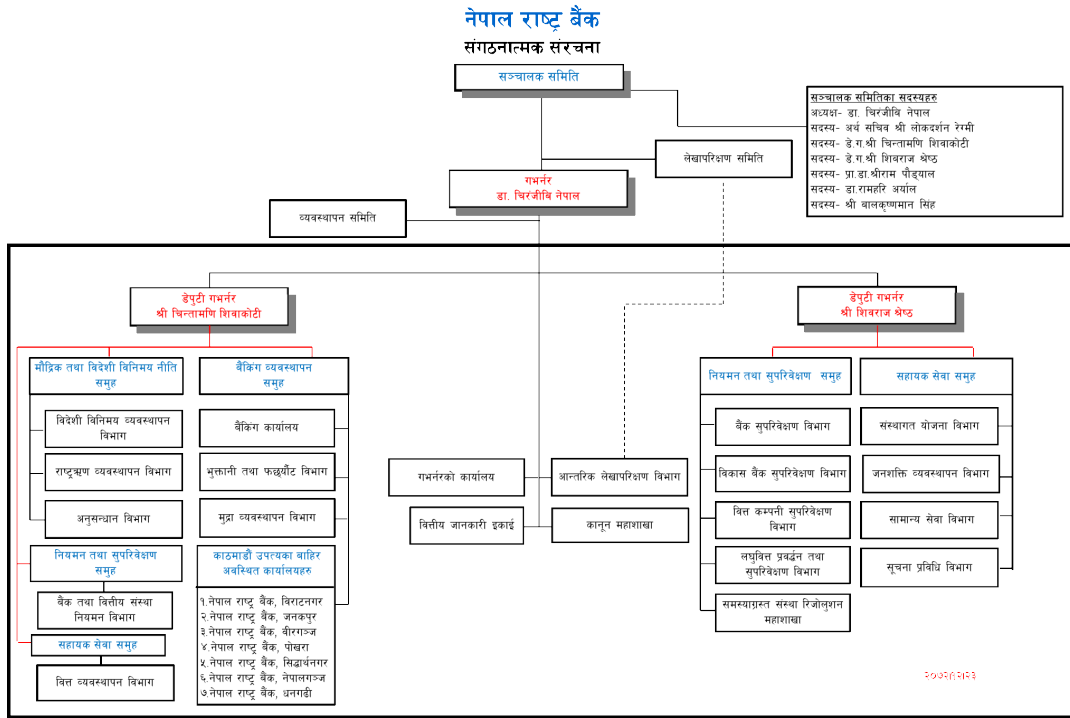 नेपाल राष्ट्र बैंक
संगठनात्मक संरचना
सञ्चालक समिति
सञ्चालक समितिका सदस्यहरु
अध्यक्ष- डा. चिरंजीबि नेपाल
सदस्य- अर्थ सचिव श्री लोकदर्शन रेग्मी
सदस्य- डे.ग.श्री चिन्तामणि शिवाकोटी
सदस्य- डे.ग.श्री शिवराज श्रेष्ठ
सदस्य- प्रा.डा.श्रीराम पौड्याल
सदस्य- डा.रामहरि अर्याल
सदस्य- श्री बालकृष्णमान सिंह
लेखापरिक्षण समिति
गभर्नर
डा. चिरंजीबि नेपाल
व्यवस्थापन समिति
डेपुटी गभर्नर
श्री चिन्तामणि शिवाकोटी
डेपुटी गभर्नर
श्री शिवराज श्रेष्ठ
मौद्रिक तथा विदेशी विनिमय नीति
समुह
विदेशी विनिमय व्यवस्थापन
विभाग
राष्ट्रऋण व्यवस्थापन विभाग
अनुसन्धान विभाग
नियमन तथा सुपरिवेक्षण
समुह
बैंक तथा वित्तीय संस्था
नियमन विभाग
सहायक सेवा समुह
वित्त व्यवस्थापन विभाग
बैंकिंग व्यवस्थापन
समुह
बैंकिंग कार्यालय
भुक्तानी तथा फछर्यौट विभाग
मुद्रा व्यवस्थापन विभाग
काठमाडौं उपत्यका बाहिर
अवस्थित कार्यालयहरु
१.नेपाल राष्ट्र बैंक, विराटनगर
२.नेपाल राष्ट्र बैंक, जनकपुर
३.नेपाल राष्ट्र बैंक, बीरगञ्ज
४.नेपाल राष्ट्र बैंक, पोखरा
५.नेपाल राष्ट्र बैंक, सिद्धार्थनगर
६.नेपाल राष्ट्र बैंक, नेपालगञ्ज
७.नेपाल राष्ट्र बैंक, धनगढी
गभर्नरको कार्यालय
आन्तरिक लेखापरिक्षण विभाग
वित्तीय जानकारी इकाई
कानून महाशाखा
नियमन तथा सुपरिवेक्षण समुह
बैंक सुपरिवेक्षण विभाग
विकास बैंक सुपरिवेक्षण विभाग
वित्त कम्पनी सुपरिवेक्षण
विभाग
लघुवित्त प्रवर्द्धन तथा
सुपरिवेक्षण विभाग
समस्याग्रस्त संस्था रिजोलुशन
महाशाखा
सहायक सेवा समुह
संस्थागत योजना विभाग
जनशक्ति व्यवस्थापन विभाग
सामान्य सेवा विभाग
सूचना प्रविधि विभाग
२०७२।१२।२३